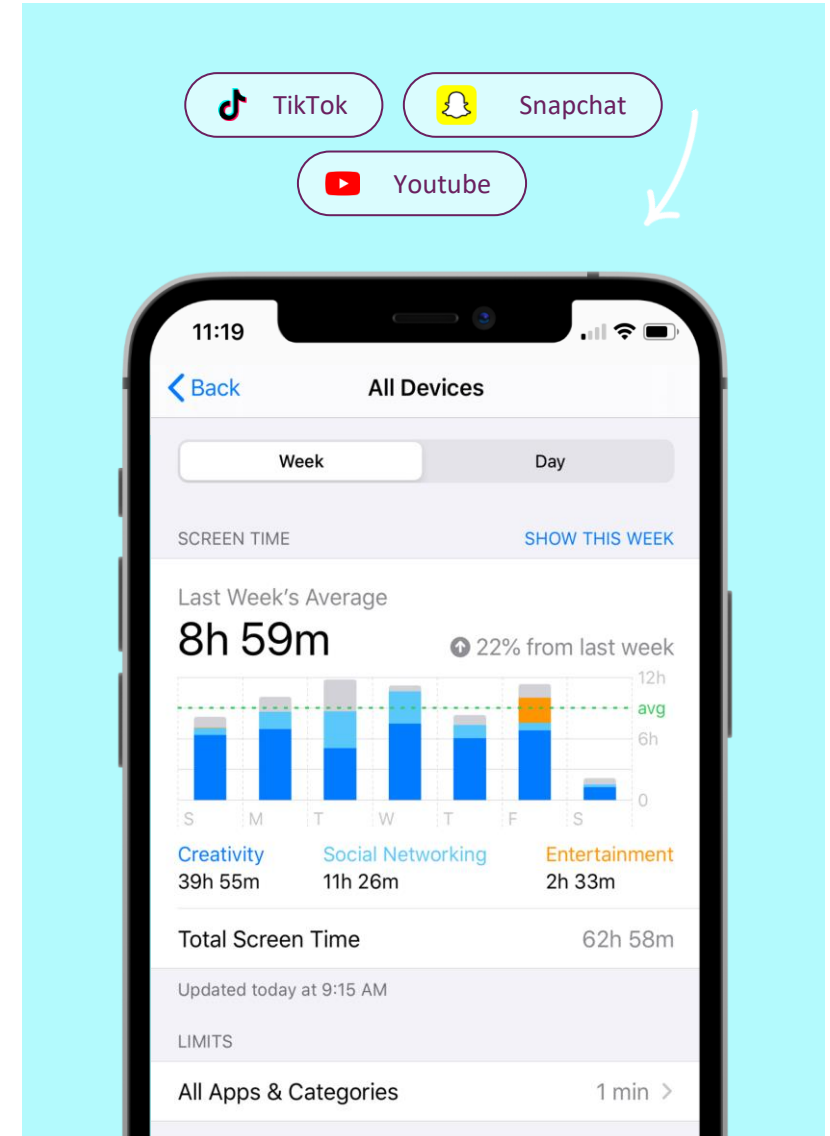 TikTok Snapchat
Youtube
11:19
Back All Devices
Week Day
SCREEN TIME SHOW THIS WEEK
Last Week's Average
8h 59m 22% from last week
12h
avg
6h
0
S M T W T F S
Creativity Social Networking Entertainment
39h 55m 11h 26m 2h 33m
Total Screen Time 62h 58m
Updated today at 9:15 AM
LIMITS
All Apps & Categories 1 min